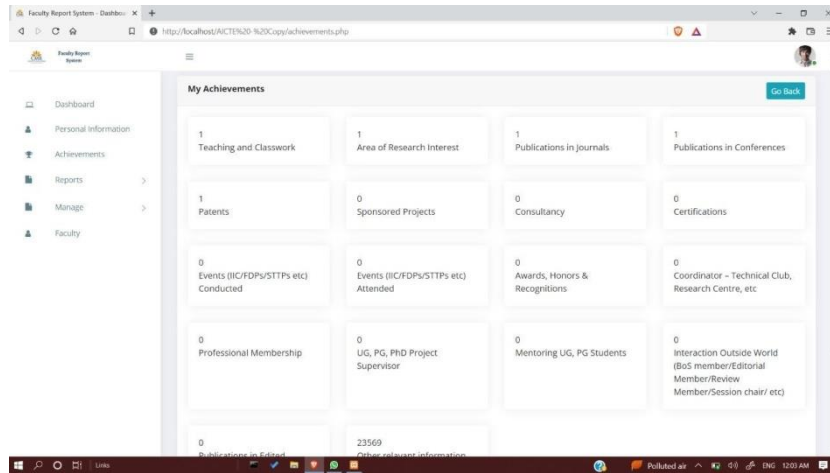 Faculty Report System - Dashboa
http://localhost/AICTE%20-%20Copy/achievements.php
Faculty Report
System
My Achievements
Go Back
Dashboard
Personal Information
Achievements
Reports
Manage
Faculty
1
Teaching and Classwork
1
Area of Research Interest
1
Publications in Journals
1
Publications in Conferences
1
Patents
0
Sponsored Projects
0
Consultancy
0
Certifications
0
Events (IIC/FDPs/STTPs etc)
Conducted
0
Events (IIC/FDPs/STTPs etc)
Attended
0
Awards, Honors &
Recognitions
0
Coordinator – Technical Club,
Research Centre, etc
0
Professional Membership
0
UG, PG, PhD Project
Supervisor
0
Mentoring UG, PG Students
0
Interaction Outside World
(BoS member/Editorial
Member/Review
Member/Session chair/ etc)
0
Publications in Edited
23569
Other relavant information
Links
Polluted air
ENG
12:03 AM